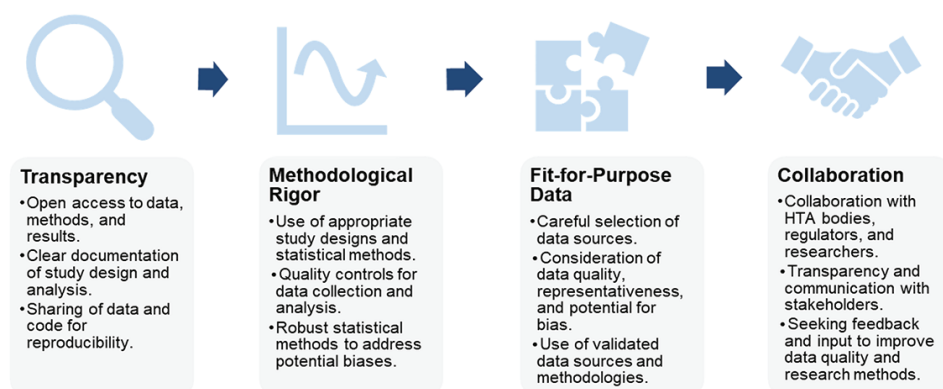 Transparency
•Open access to data,
methods, and
results.
•Clear documentation
of study design and
analysis.
•Sharing of data and
code for
reproducibility.
Methodological
Rigor
•Use of appropriate
study designs and
statistical methods.
•Quality controls for
data collection and
analysis.
•Robust statistical
methods to address
potential biases.
Fit-for-Purpose
Data
•Careful selection of
data sources.
•Consideration of
data quality,
representativeness,
and potential for
bias.
•Use of validated
data sources and
methodologies.
Collaboration
•Collaboration with
HTA bodies,
regulators, and
researchers.
•Transparency and
communication with
stakeholders.
•Seeking feedback
and input to improve
data quality and
research methods.